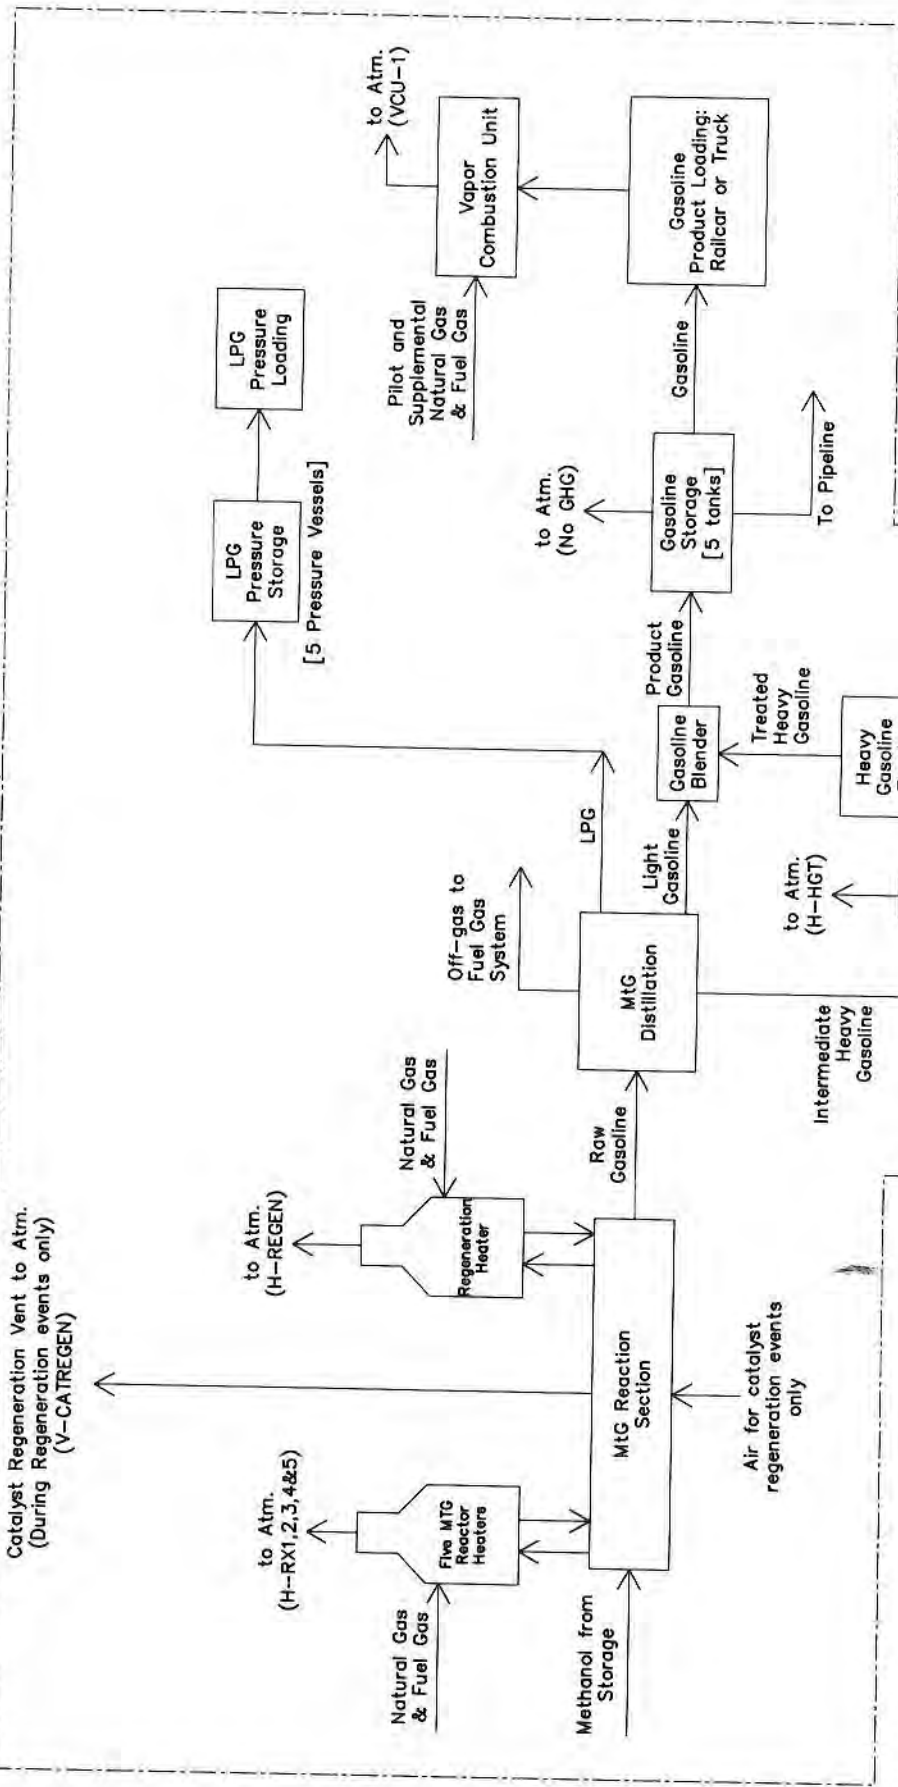 Catalyst Regeneration Vent to Atm.
(During Regeneration events only)
(V-CATREGEN)
to Atm.
(H-RX1,2,3,4&5)
Natural Gas
& Fuel Gas
Five MTG
Reactor
Heaters
to Atm.
(H-REGEN)
Natural Gas
& Fuel Gas
Regeneration
Heater
Methanol from
Storage
MtG Reaction
Section
Air for catalyst
regeneration events
only
Raw
Gasoline
Off-gas to
Fuel Gas
System
MtG
Distillation
LPG
Light
Gasoline
Intermediate
Heavy
Gasoline
to Atm.
(H-HGT)
LPG
Pressure
Storage
[5 Pressure Vessels]
LPG
Pressure
Loading
Gasoline
Blender
Treated
Heavy
Gasoline
Heavy
Gasoline
Product
Gasoline
to Atm.
(No GHG)
Gasoline
Storage
[5 tanks]
To Pipeline
Gasoline
Pilot and
Supplemental
Natural Gas
& Fuel Gas
to Atm.
(VCU-1)
Vapor
Combustion Unit
Gasoline
Product Loading:
Railcar or Truck